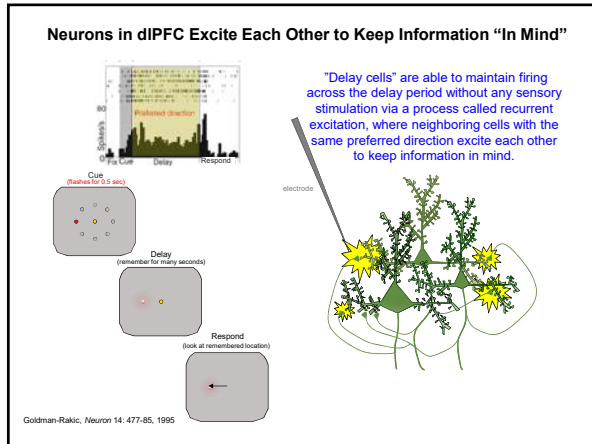 Neurons in dlPFC Excite Each Other to Keep Information “In Mind”
80
Spikes/s
0
Preferred direction
Fix
Cue
Delay
Respond
Cue
(flashes for 0.5 sec)
Delay
(remember for many seconds)
Respond
(look at remembered location)
Goldman-Rakic, Neuron 14: 477-85, 1995
”Delay cells” are able to maintain firing
across the delay period without any sensory
stimulation via a process called recurrent
excitation, where neighboring cells with the
same preferred direction excite each other
to keep information in mind.
electrode